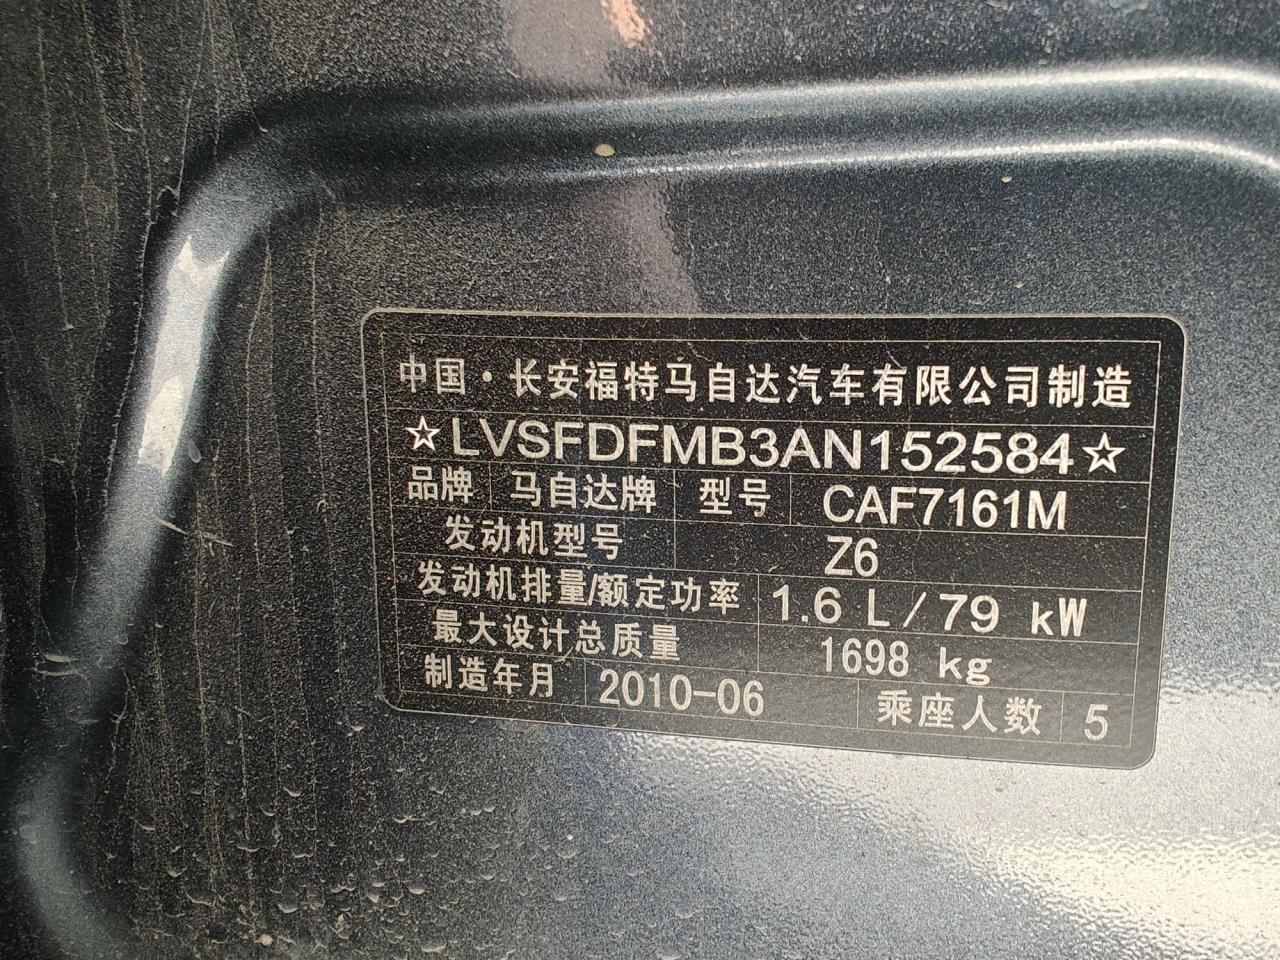 中国·长安福特马自达汽车有限公司制造
☆LVSFDFMB3AN152584☆
品牌 马自达牌 型号 CAF7161M
发动机型号 Z6
发动机排量/额定功率 1.6 L/79 kW
最大设计总质量 1698 kg
制造年月 2010-06 乘座人数 5